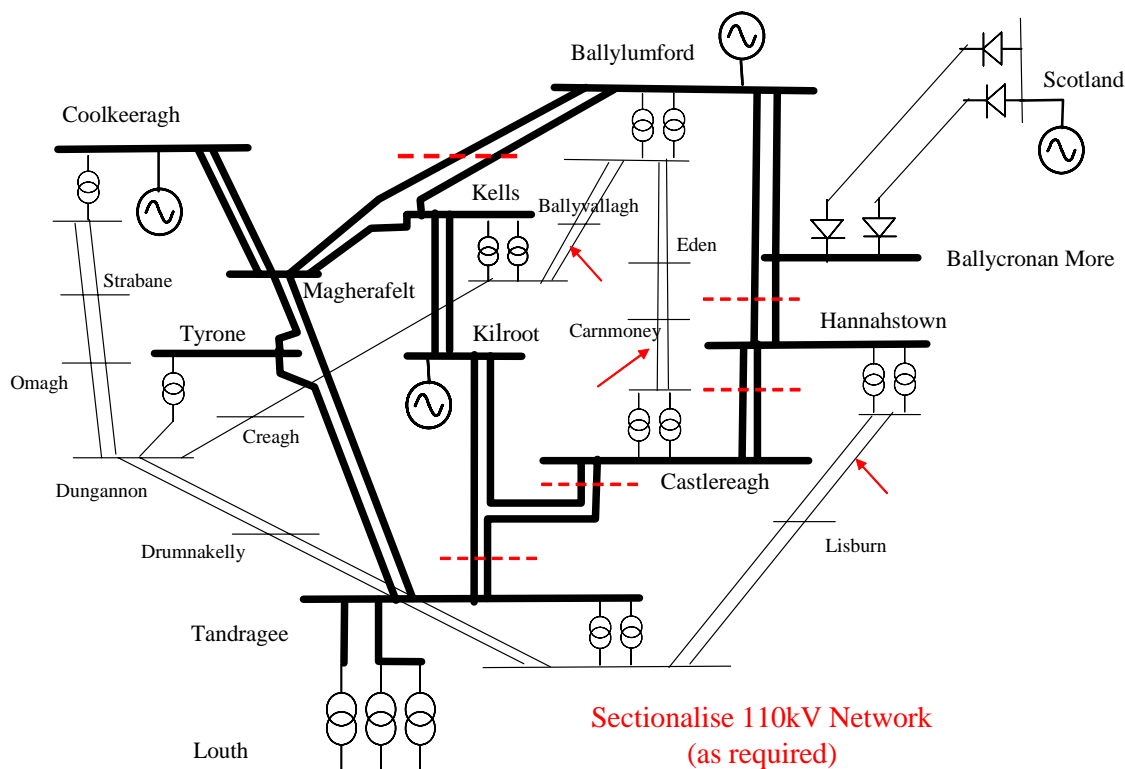 Ballylumford
Scotland
Coolkeeragh
Kells
Ballyvallagh
Eden
Ballycronan More
Strabane
Magherafelt
Tyrone
Kilroot
Carnmoney
Hannahstown
Omagh
Creagh
Dungannon
Castlereagh
Drumnakelly
Lisburn
Tandragee
Sectionalise 110kV Network
(as required)
Louth